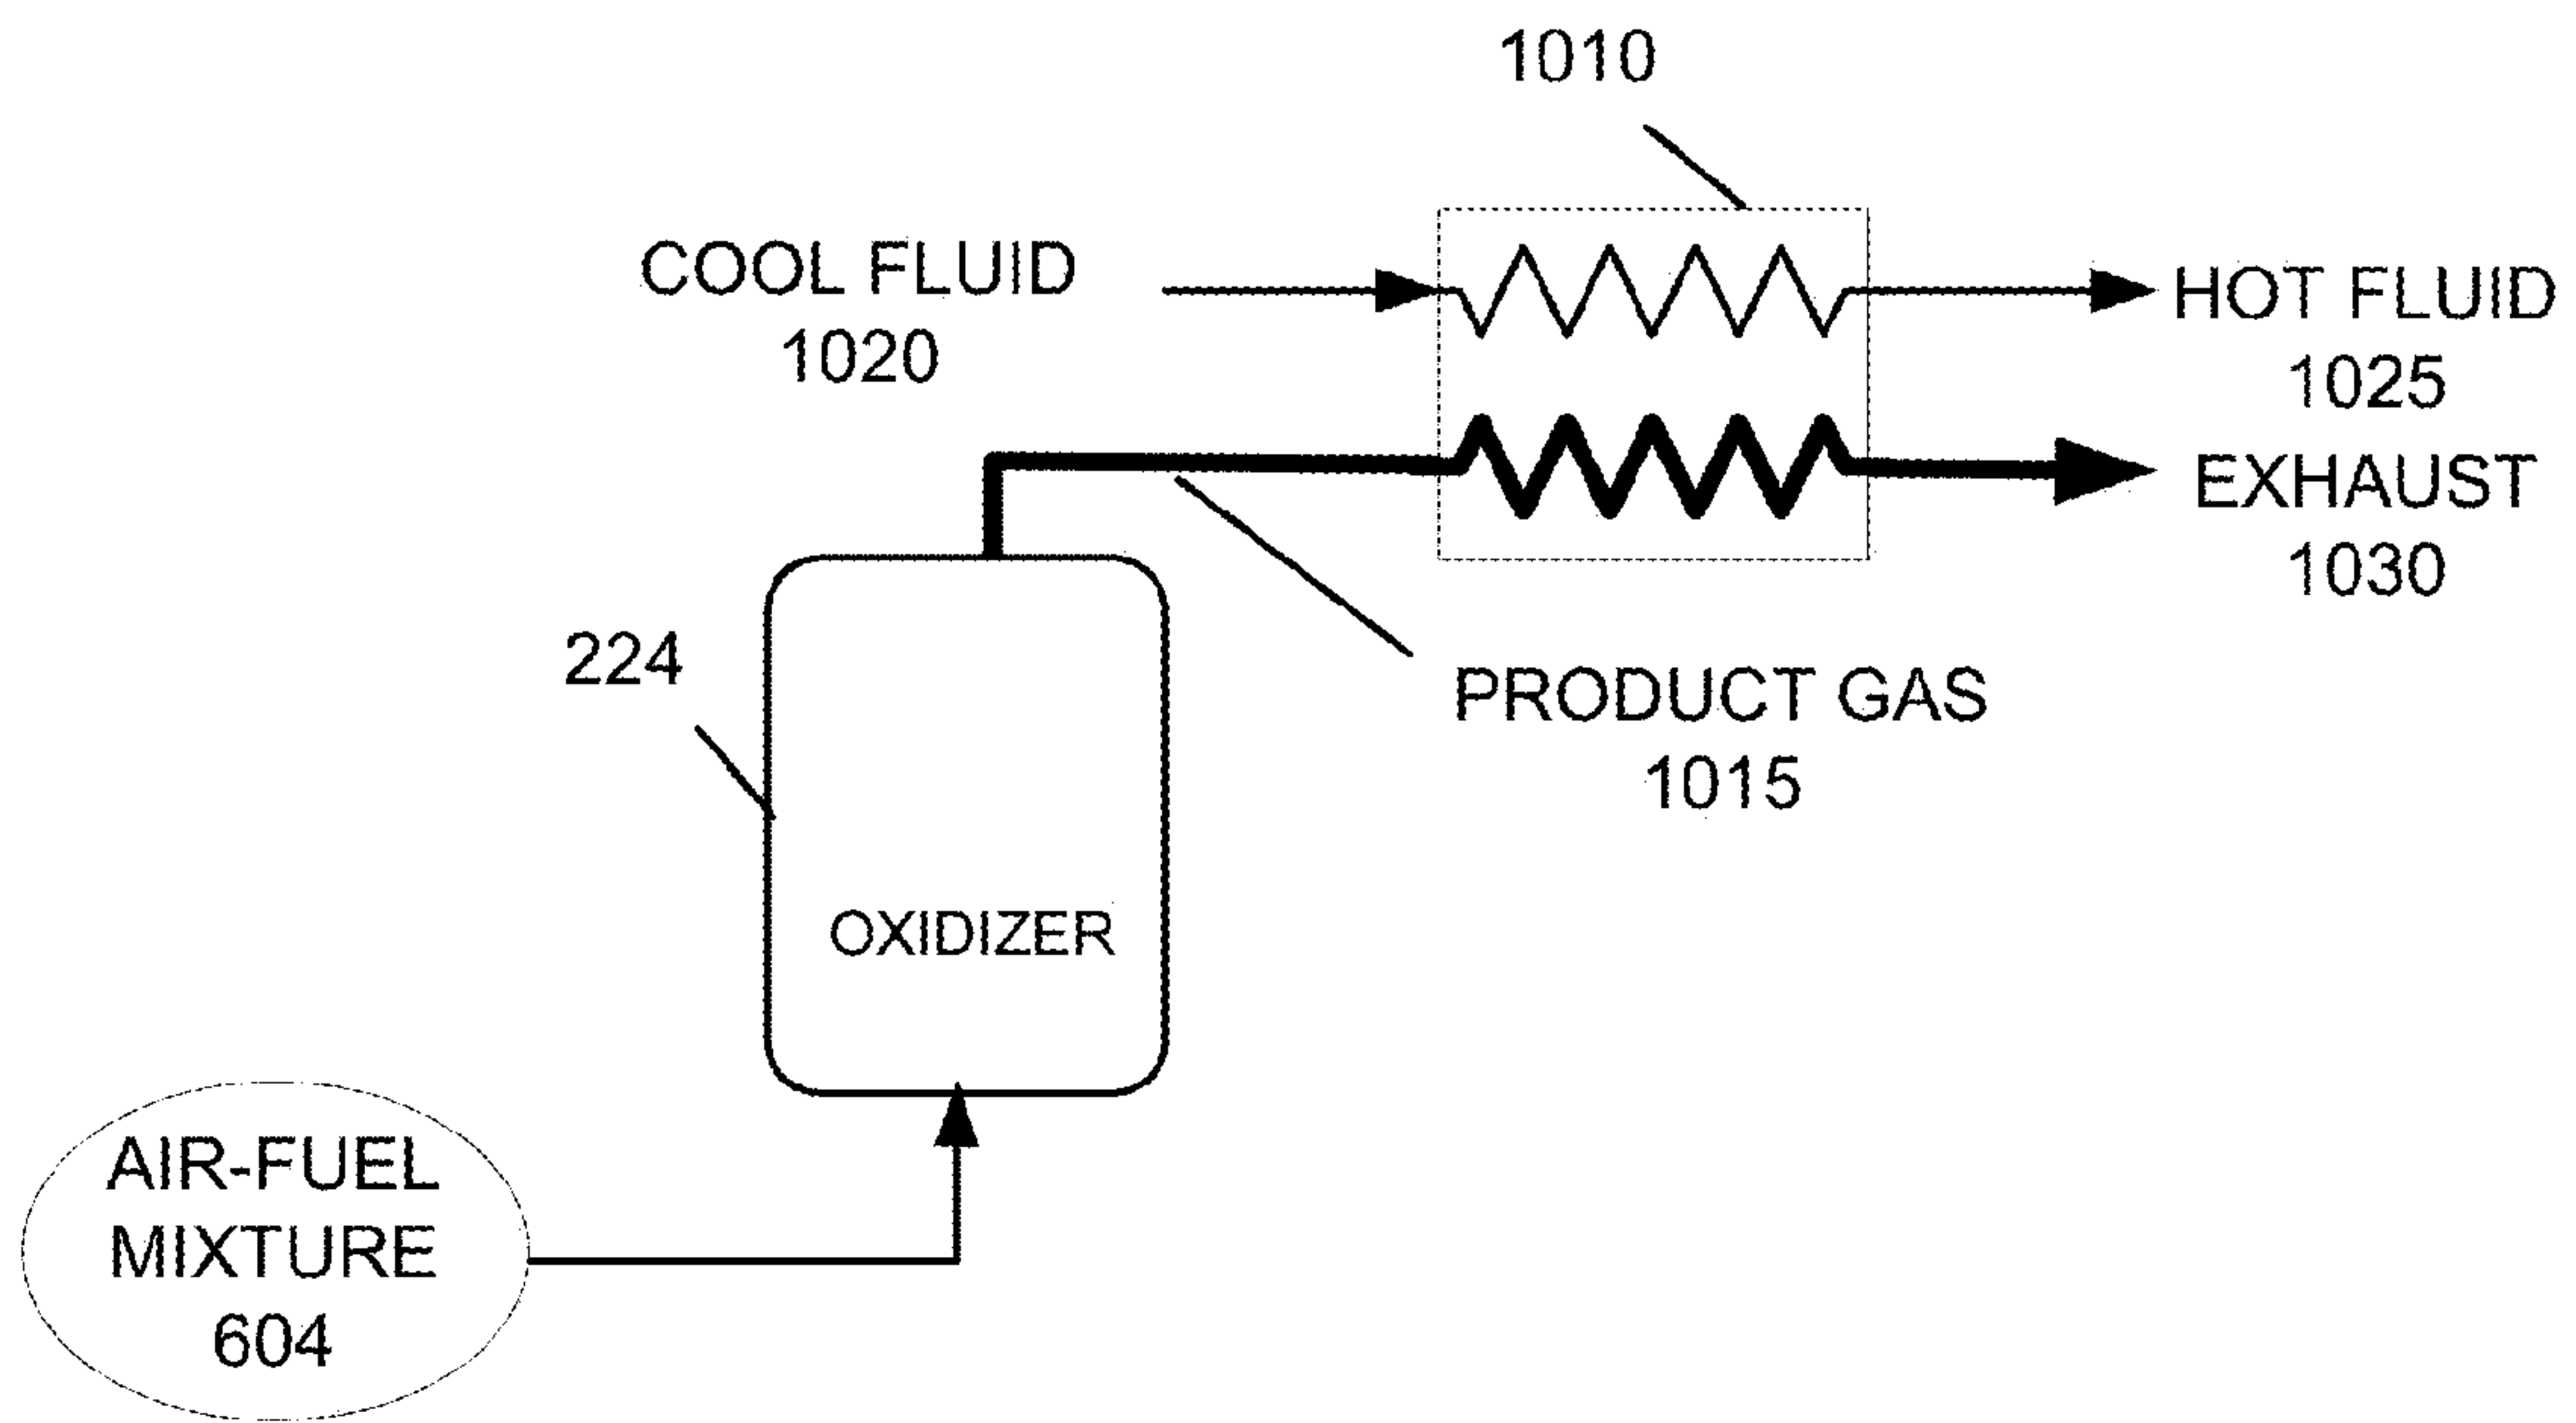 1010
COOL FLUID
1020
HOT FLUID
1025
EXHAUST
1030
224
PRODUCT GAS
1015
OXIDIZER
AIR-FUEL
MIXTURE
604